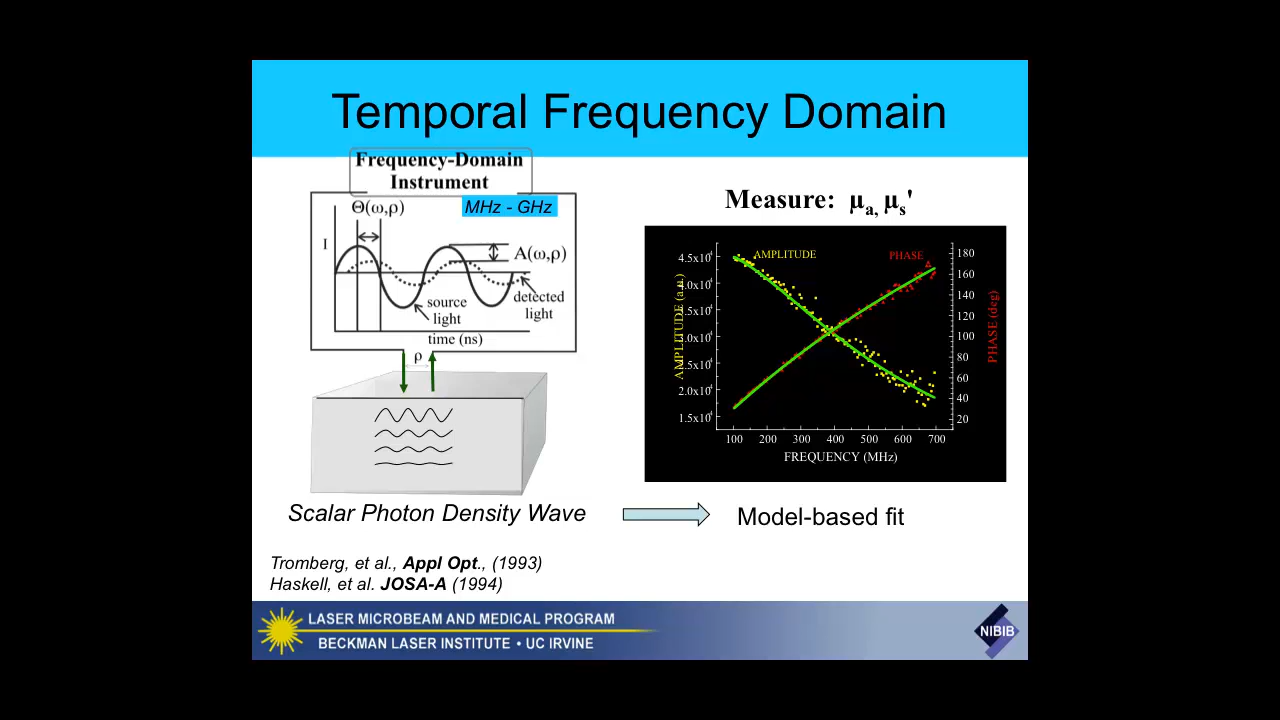 Temporal Frequency Domain
Frequency-Domain
Instrument
Θ(ω,ρ)
MHz - GHz
I
A(ω,ρ)
source
light
detected
light
time (ns)
ρ
Scalar Photon Density Wave
Measure: μa, μs'
AMPLITUDE
PHASE
AMPLITUDE (a.u.)
4.5x10⁴
2.0x10⁴
1.5x10⁴
180
160
140
120
100
80
60
40
20
PHASE (deg)
100 200 300 400 500 600 700
FREQUENCY (MHz)
Model-based fit
Tromberg, et al., Appl Opt., (1993)
Haskell, et al. JOSA-A (1994)
LASER MICROBEAM AND MEDICAL PROGRAM
BECKMAN LASER INSTITUTE • UC IRVINE
NIBIB